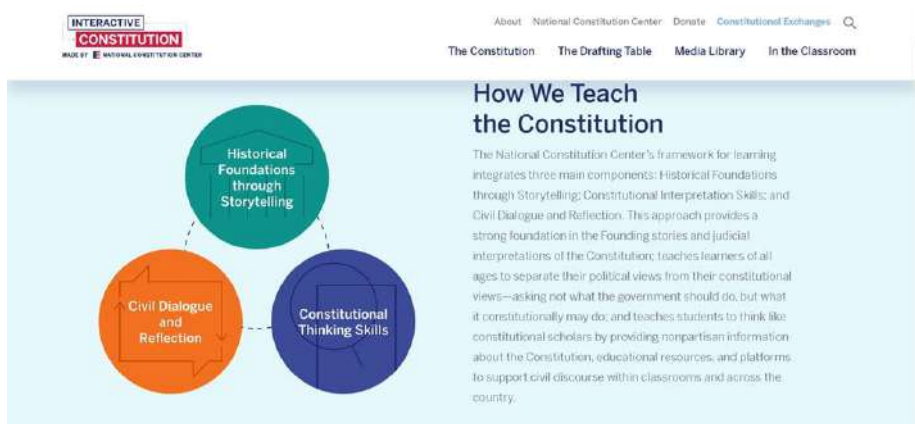 INTERACTIVE
CONSTITUTION
MADE BY NATIONAL CONSTITUTION CENTER
About National Constitution Center Donate Constitutional Exchanges
The Constitution The Drafting Table Media Library In the Classroom
Historical
Foundations
through
Storytelling
Civil Dialogue
and
Reflection
Constitutional
Thinking Skills
How We Teach
the Constitution
The National Constitution Center's framework for learning
integrates three main components: Historical Foundations
through Storytelling; Constitutional Interpretation Skills; and
Civil Dialogue and Reflection. This approach provides a
strong foundation in the Founding stories and judicial
interpretations of the Constitution; teaches learners of all
ages to separate their political views from their constitutional
views—asking not what the government should do, but what
it constitutionally may do; and teaches students to think like
constitutional scholars by providing nonpartisan information
about the Constitution, educational resources, and platforms
to support civil discourse within classrooms and across the
country.